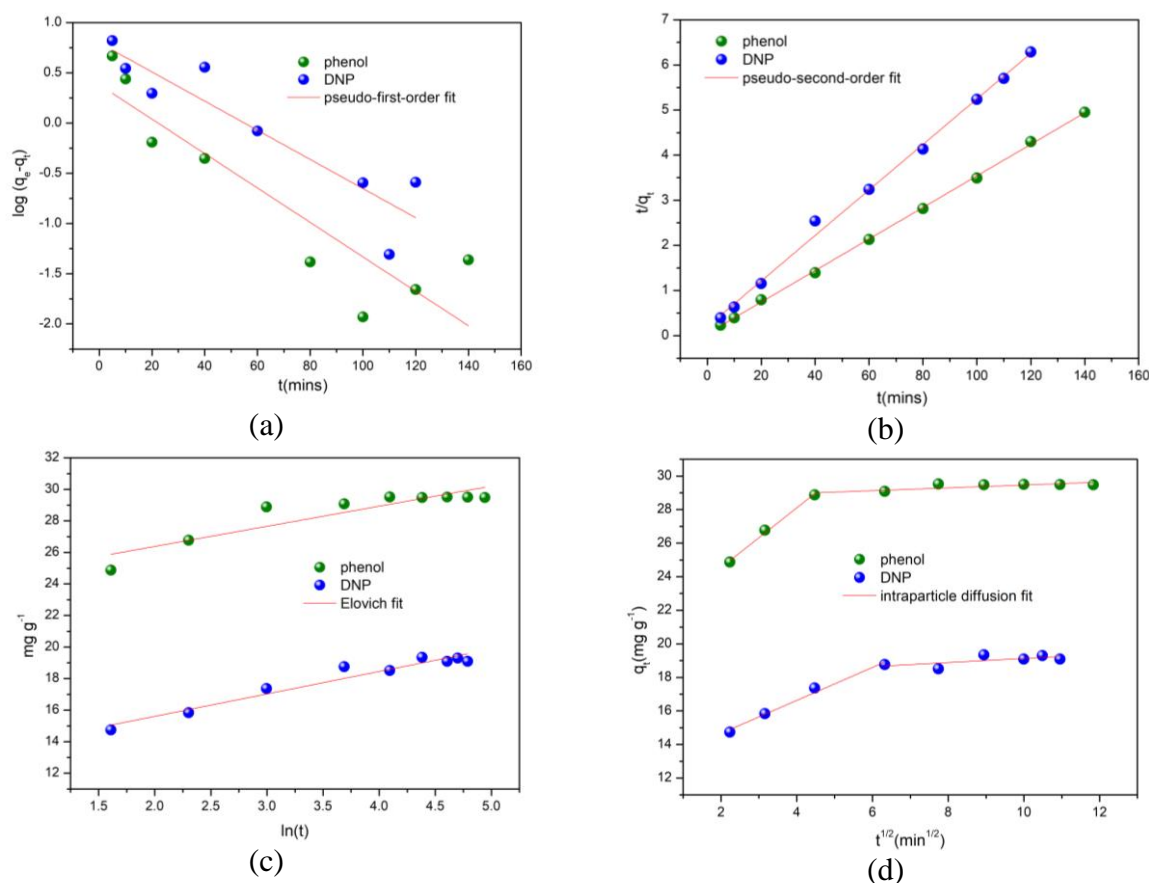 1.0
0.5
0.0
-0.5
-1.0
-1.5
-2.0
log (qₑ-qₜ)
phenol
DNP
pseudo-first-order fit
0 20 40 60 80 100 120 140 160
t(mins)
(a)
7
6
5
4
3
2
1
0
t/qₜ
phenol
DNP
pseudo-second-order fit
0 20 40 60 80 100 120 140 160
t(mins)
(b)
32
30
28
26
24
22
20
18
16
14
12
mg g⁻¹
phenol
DNP
Elovich fit
1.5 2.0 2.5 3.0 3.5 4.0 4.5 5.0
ln(t)
(c)
32
30
28
26
24
22
20
18
16
14
12
qₜ(mg g⁻¹)
phenol
DNP
intraparticle diffusion fit
2 4 6 8 10 12
t¹ᐟ²(min¹ᐟ²)
(d)